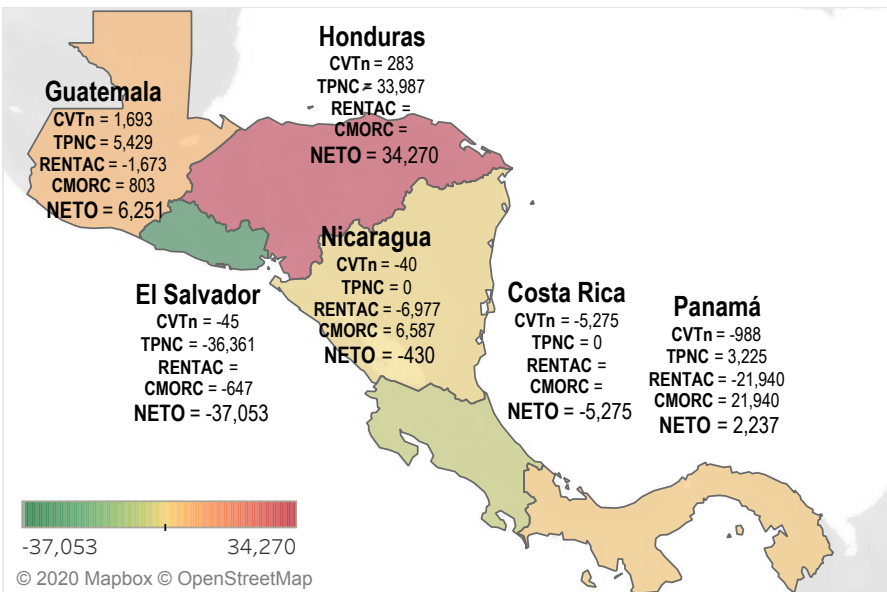 Honduras
CVTn = 283
TPNC = 33,987
RENTAC =
CMORC =
NETO = 34,270
Guatemala
CVTn = 1,693
TPNC = 5,429
RENTAC = -1,673
CMORC = 803
NETO = 6,251
Nicaragua
CVTn = -40
TPNC = 0
RENTAC = -6,977
CMORC = 6,587
NETO = -430
El Salvador
CVTn = -45
TPNC = -36,361
RENTAC =
CMORC = -647
NETO = -37,053
Costa Rica
CVTn = -5,275
TPNC = 0
RENTAC =
CMORC =
NETO = -5,275
Panamá
CVTn = -988
TPNC = 3,225
RENTAC = -21,940
CMORC = 21,940
NETO = 2,237
-37,053 34,270
© 2020 Mapbox © OpenStreetMap